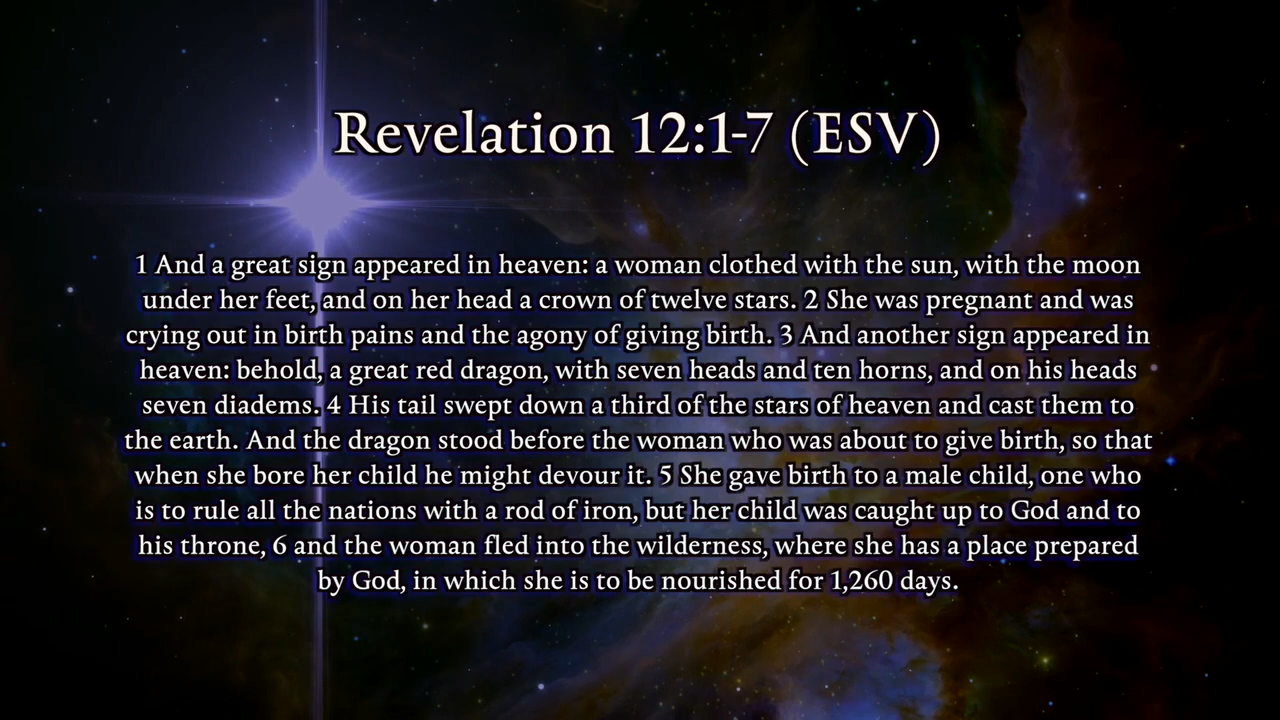 Revelation 12:1-7 (ESV)
1 And a great sign appeared in heaven: a woman clothed with the sun, with the moon
under her feet, and on her head a crown of twelve stars. 2 She was pregnant and was
crying out in birth pains and the agony of giving birth. 3 And another sign appeared in
heaven: behold, a great red dragon, with seven heads and ten horns, and on his heads
seven diadems. 4 His tail swept down a third of the stars of heaven and cast them to
the earth. And the dragon stood before the woman who was about to give birth, so that
when she bore her child he might devour it. 5 She gave birth to a male child, one who
is to rule all the nations with a rod of iron, but her child was caught up to God and to
his throne, 6 and the woman fled into the wilderness, where she has a place prepared
by God, in which she is to be nourished for 1,260 days.